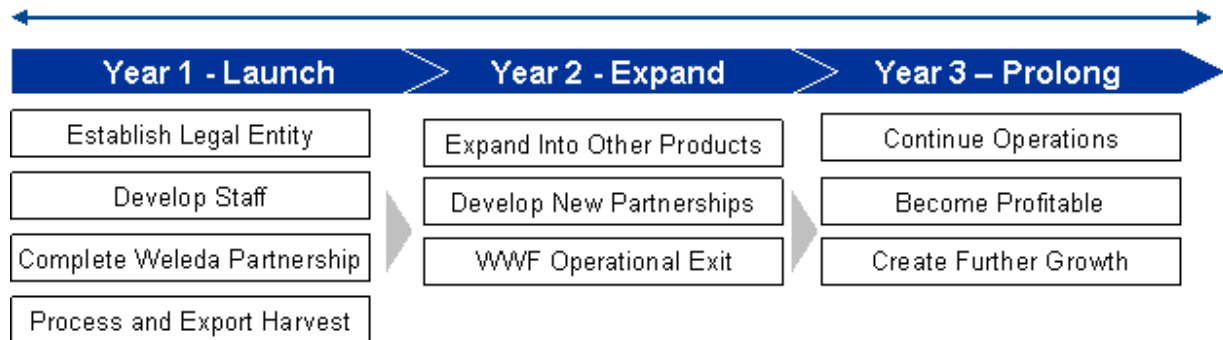 Year 1 - Launch
Year 2 - Expand
Year 3 – Prolong
Establish Legal Entity
Develop Staff
Complete Weleda Partnership
Process and Export Harvest
Expand Into Other Products
Develop New Partnerships
WWF Operational Exit
Continue Operations
Become Profitable
Create Further Growth